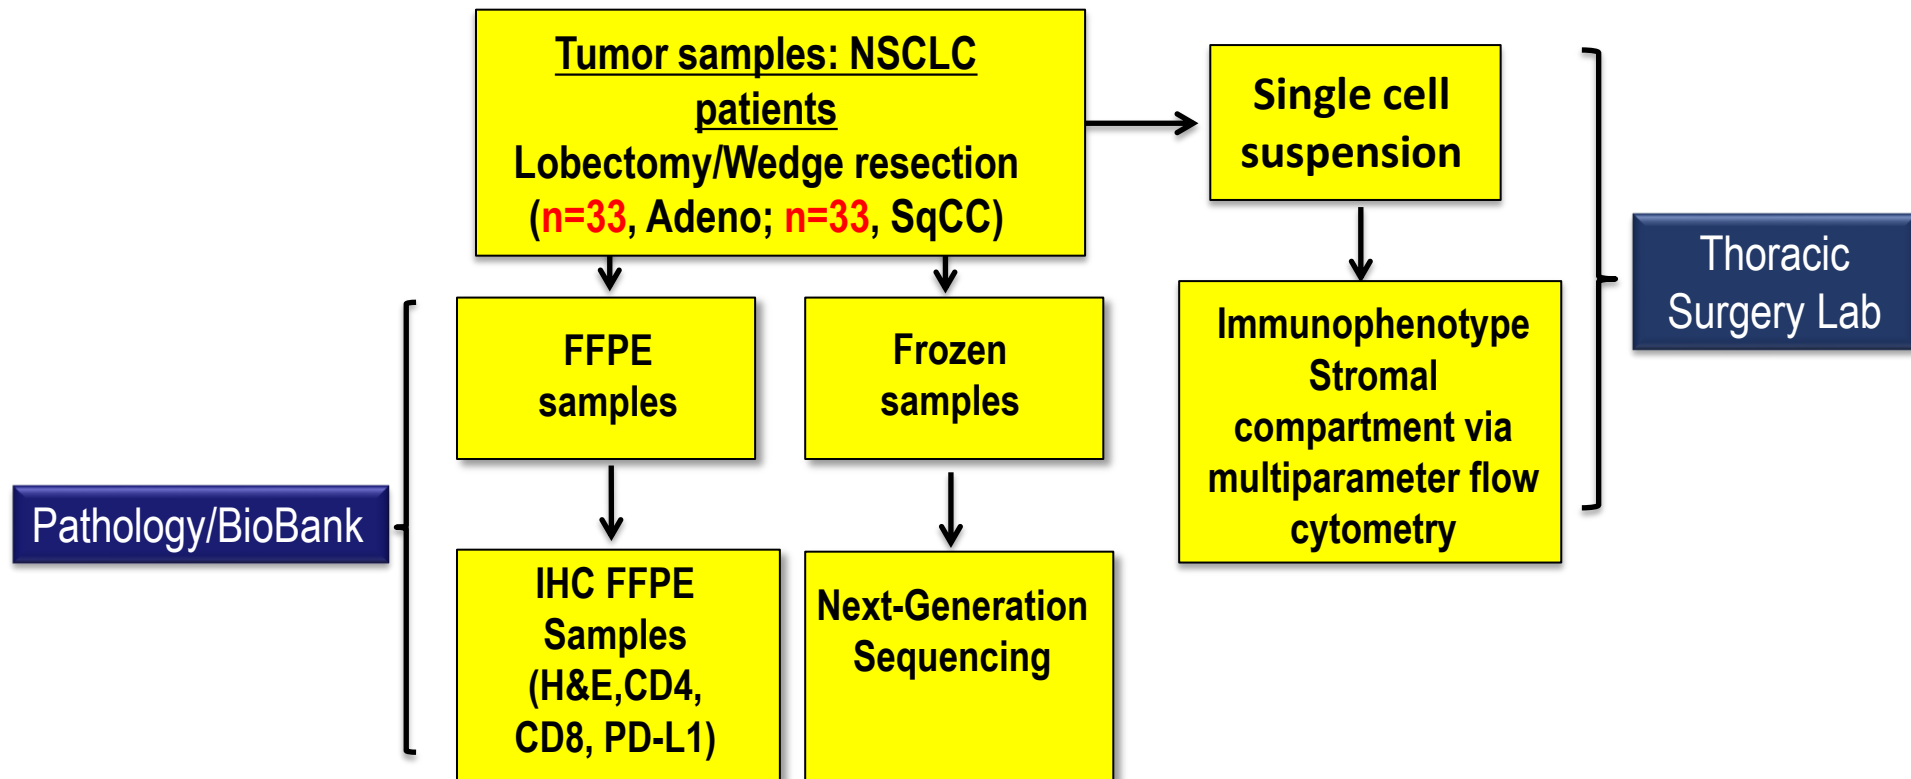 Tumor samples: NSCLC
patients
Lobectomy/Wedge resection
(n=33, Adeno; n=33, SqCC)
Single cell
suspension
Thoracic
Surgery Lab
FFPE
samples
Frozen
samples
Immunophenotype
Stromal
compartment via
multiparameter flow
cytometry
Pathology/BioBank
IHC FFPE
Samples
(H&E,CD4,
CD8, PD-L1)
Next-Generation
Sequencing